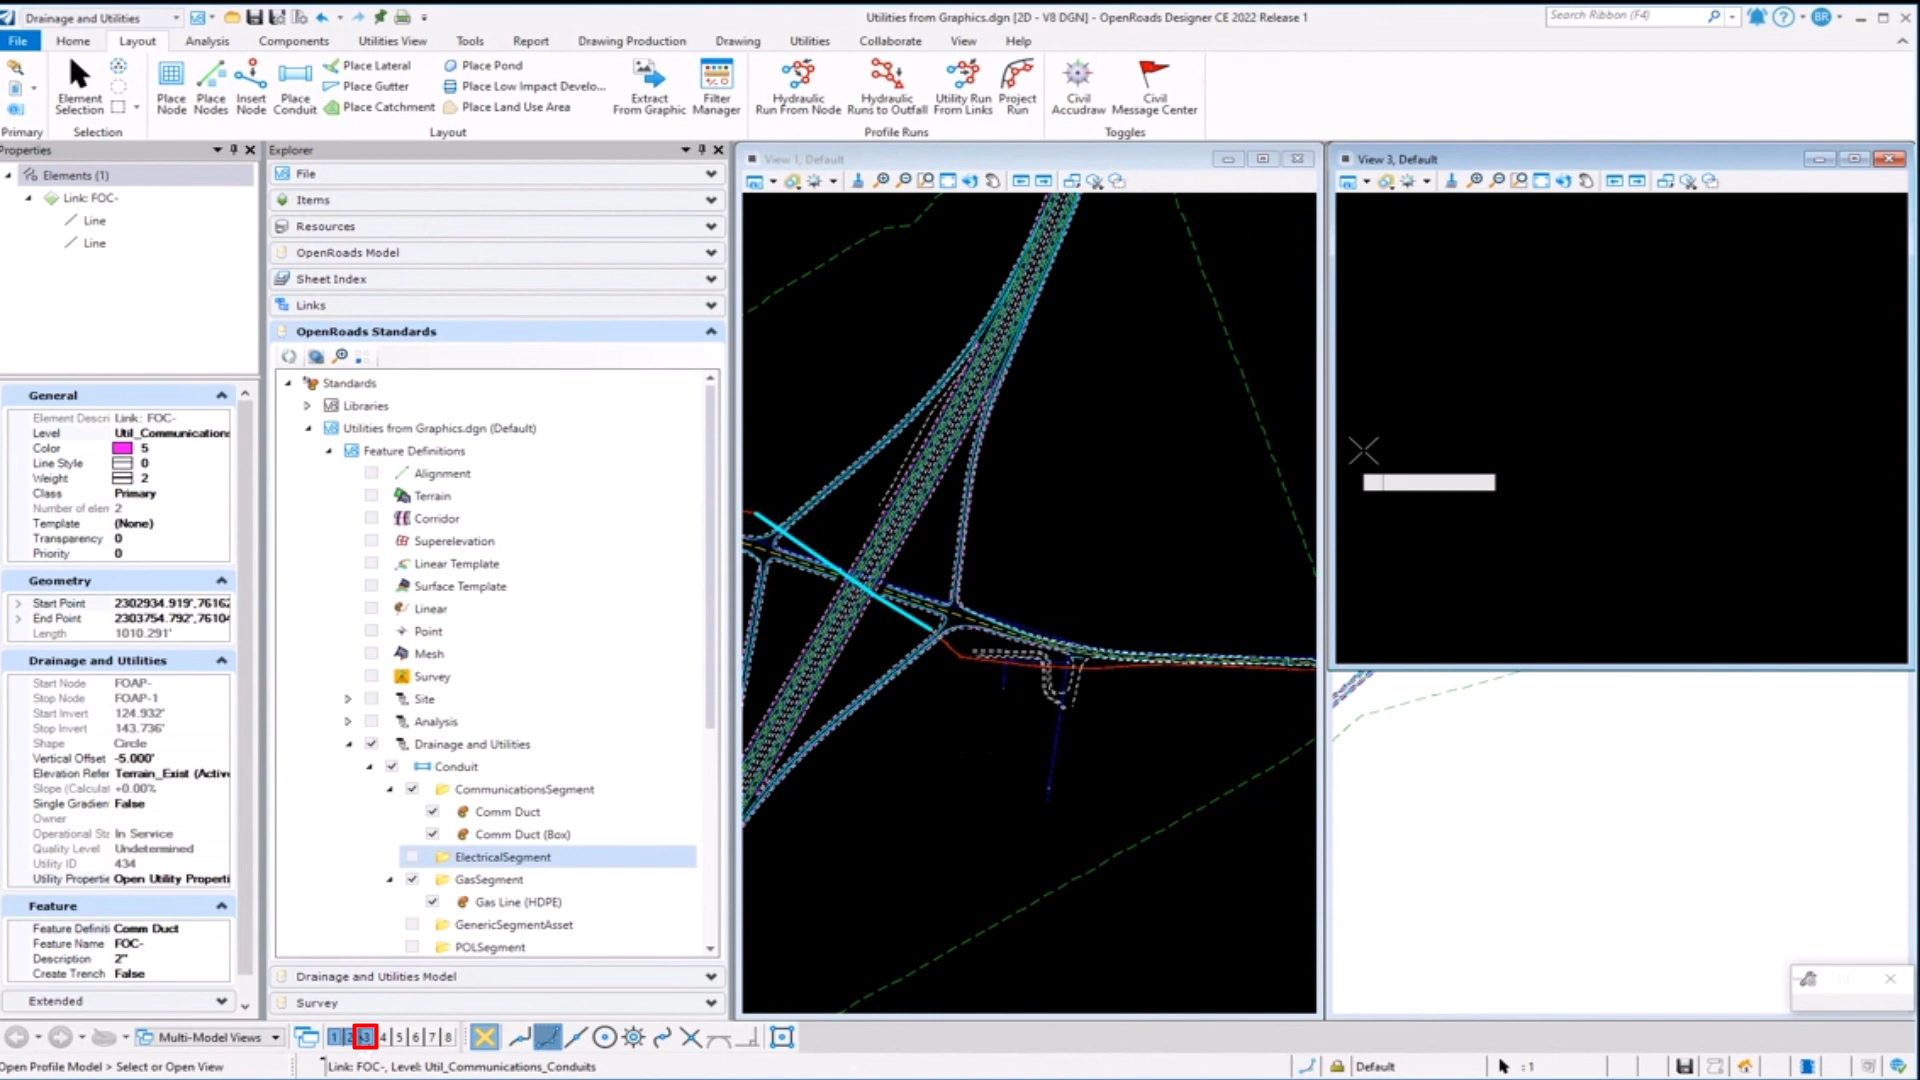 Drainage and Utilities
Utilities from Graphics.dgn [2D - V8 DGN] - OpenRoads Designer CE 2022 Release 1
Search Ribbon (F4)
BR
File
Home
Layout
Analysis
Components
Utilities View
Tools
Report
Drawing Production
Drawing
Utilities
Collaborate
View
Help
Element Selection
Place Node
Place Nodes
Insert Node
Place Conduit
Place Lateral
Place Gutter
Place Catchment
Place Pond
Place Low Impact Develo...
Place Land Use Area
Extract From Graphic
Filter Manager
Hydraulic Run From Node
Hydraulic Runs to Outfall
Utility Run From Links
Project Run
Civil Accudraw
Civil Message Center
Primary
Selection
Layout
Profile Runs
Toggles
Properties
Elements (1)
Link: FOC-
Line
Line
General
Element Descri Link: FOC-
Level Util_Communications
Color 5
Line Style 0
Weight 2
Class Primary
Number of elem 2
Template (None)
Transparency 0
Priority 0
Geometry
Start Point 2302934.919',76162
End Point 2303754.792',76104
Length 1010.291'
Drainage and Utilities
Start Node FOAP-
Stop Node FOAP-1
Start Invert 124.932'
Stop Invert 143.736'
Shape Circle
Vertical Offset -5.000'
Elevation Refer Terrain_Exist (Active
Slope (Calculat +0.00%
Single Gradien False
Owner
Operational Sta In Service
Quality Level Undetermined
Utility ID 434
Utility Propertie Open Utility Properti
Feature
Feature Definiti Comm Duct
Feature Name FOC-
Description 2"
Create Trench False
Extended
Explorer
File
Items
Resources
OpenRoads Model
Sheet Index
Links
OpenRoads Standards
Standards
Libraries
Utilities from Graphics.dgn (Default)
Feature Definitions
Alignment
Terrain
Corridor
Superelevation
Linear Template
Surface Template
Linear
Point
Mesh
Survey
Site
Analysis
Drainage and Utilities
Conduit
CommunicationsSegment
Comm Duct
Comm Duct (Box)
ElectricalSegment
GasSegment
Gas Line (HDPE)
GenericSegmentAsset
POLSegment
Drainage and Utilities Model
Survey
View 1, Default
View 3, Default
Multi-Model Views
1 2 3 4 5 6 7 8
Open Profile Model > Select or Open View
Link: FOC-, Level: Util_Communications_Conduits
Default
: 1